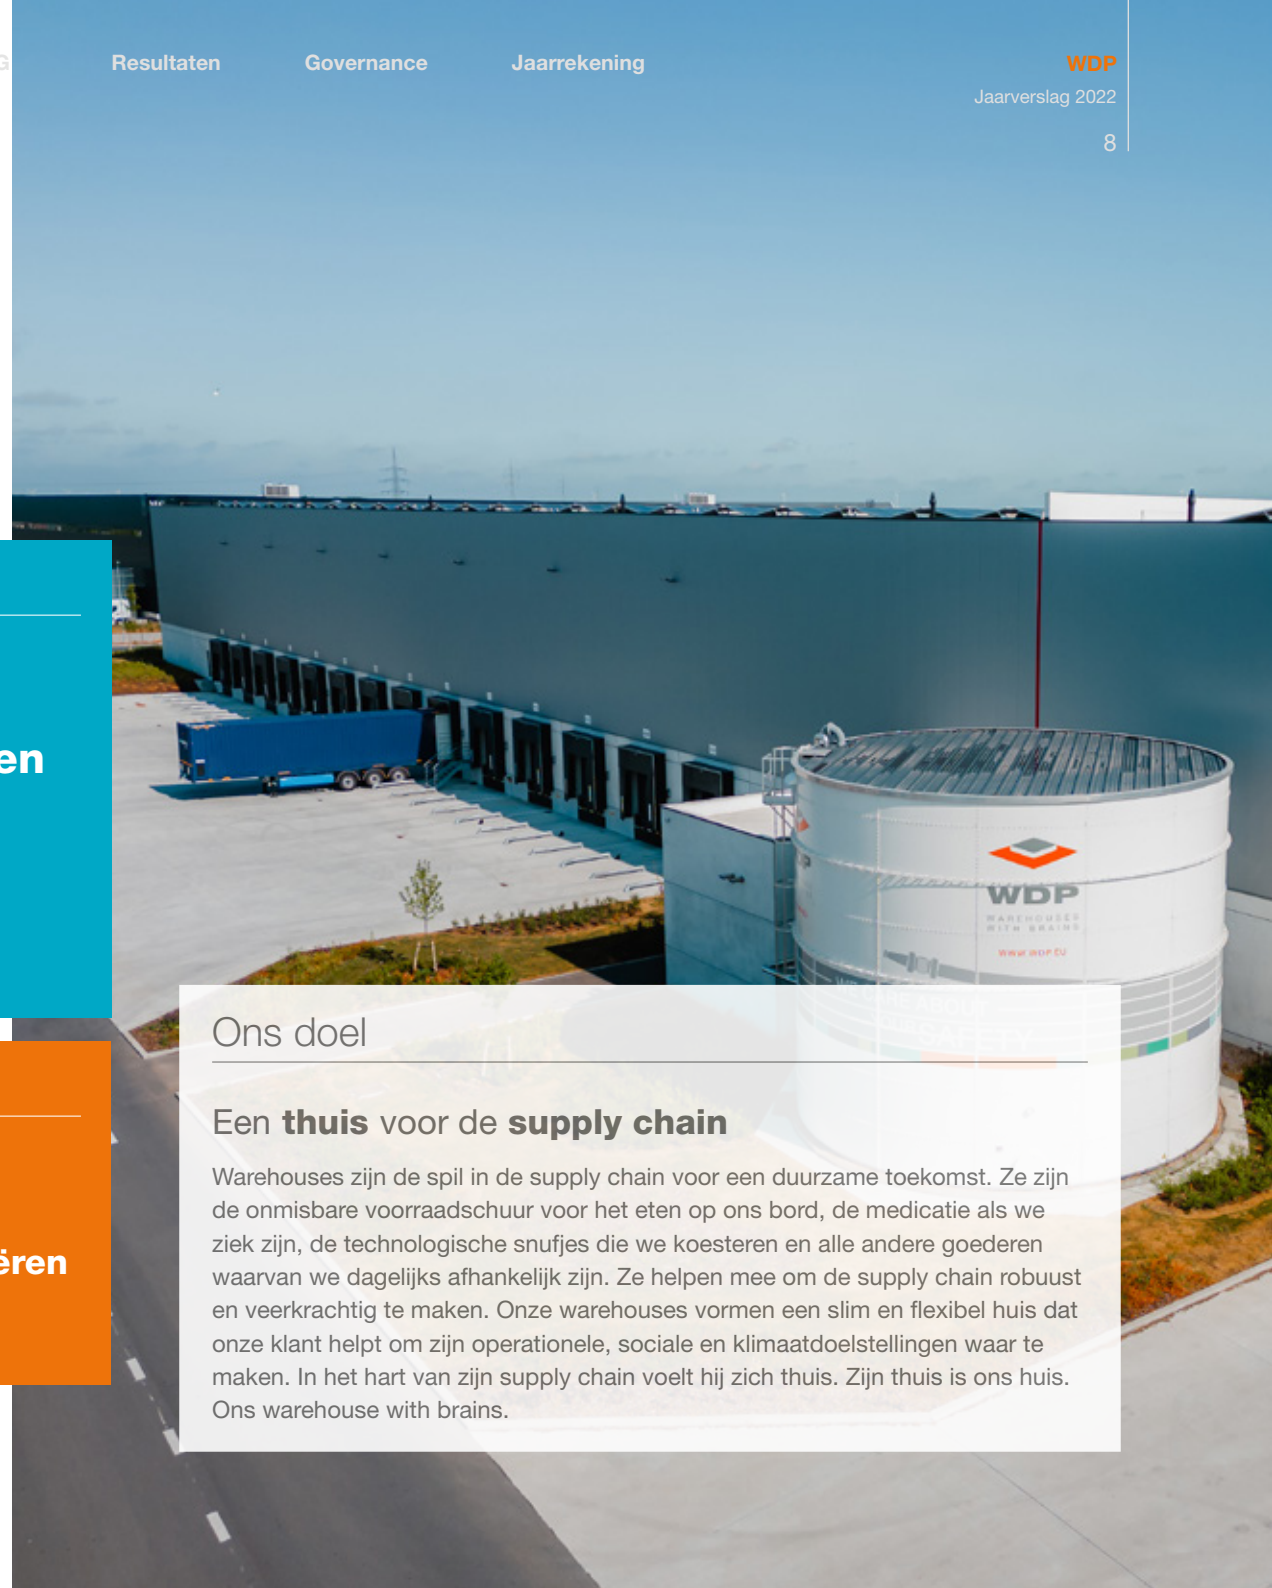 G
Resultaten
Governance
Jaarrekening
WDP
Jaarverslag 2022
8
en
ëren
WDP
WAREHOUSES
WITH BRAINS
WWW.WDP.EU
WE CARE ABOUT
SAFETY
Ons doel
Een thuis voor de supply chain
Warehouses zijn de spil in de supply chain voor een duurzame toekomst. Ze zijn
de onmisbare voorraadschuur voor het eten op ons bord, de medicatie als we
ziek zijn, de technologische snufjes die we koesteren en alle andere goederen
waarvan we dagelijks afhankelijk zijn. Ze helpen mee om de supply chain robuust
en veerkrachtig te maken. Onze warehouses vormen een slim en flexibel huis dat
onze klant helpt om zijn operationele, sociale en klimaatdoelstellingen waar te
maken. In het hart van zijn supply chain voelt hij zich thuis. Zijn thuis is ons huis.
Ons warehouse with brains.